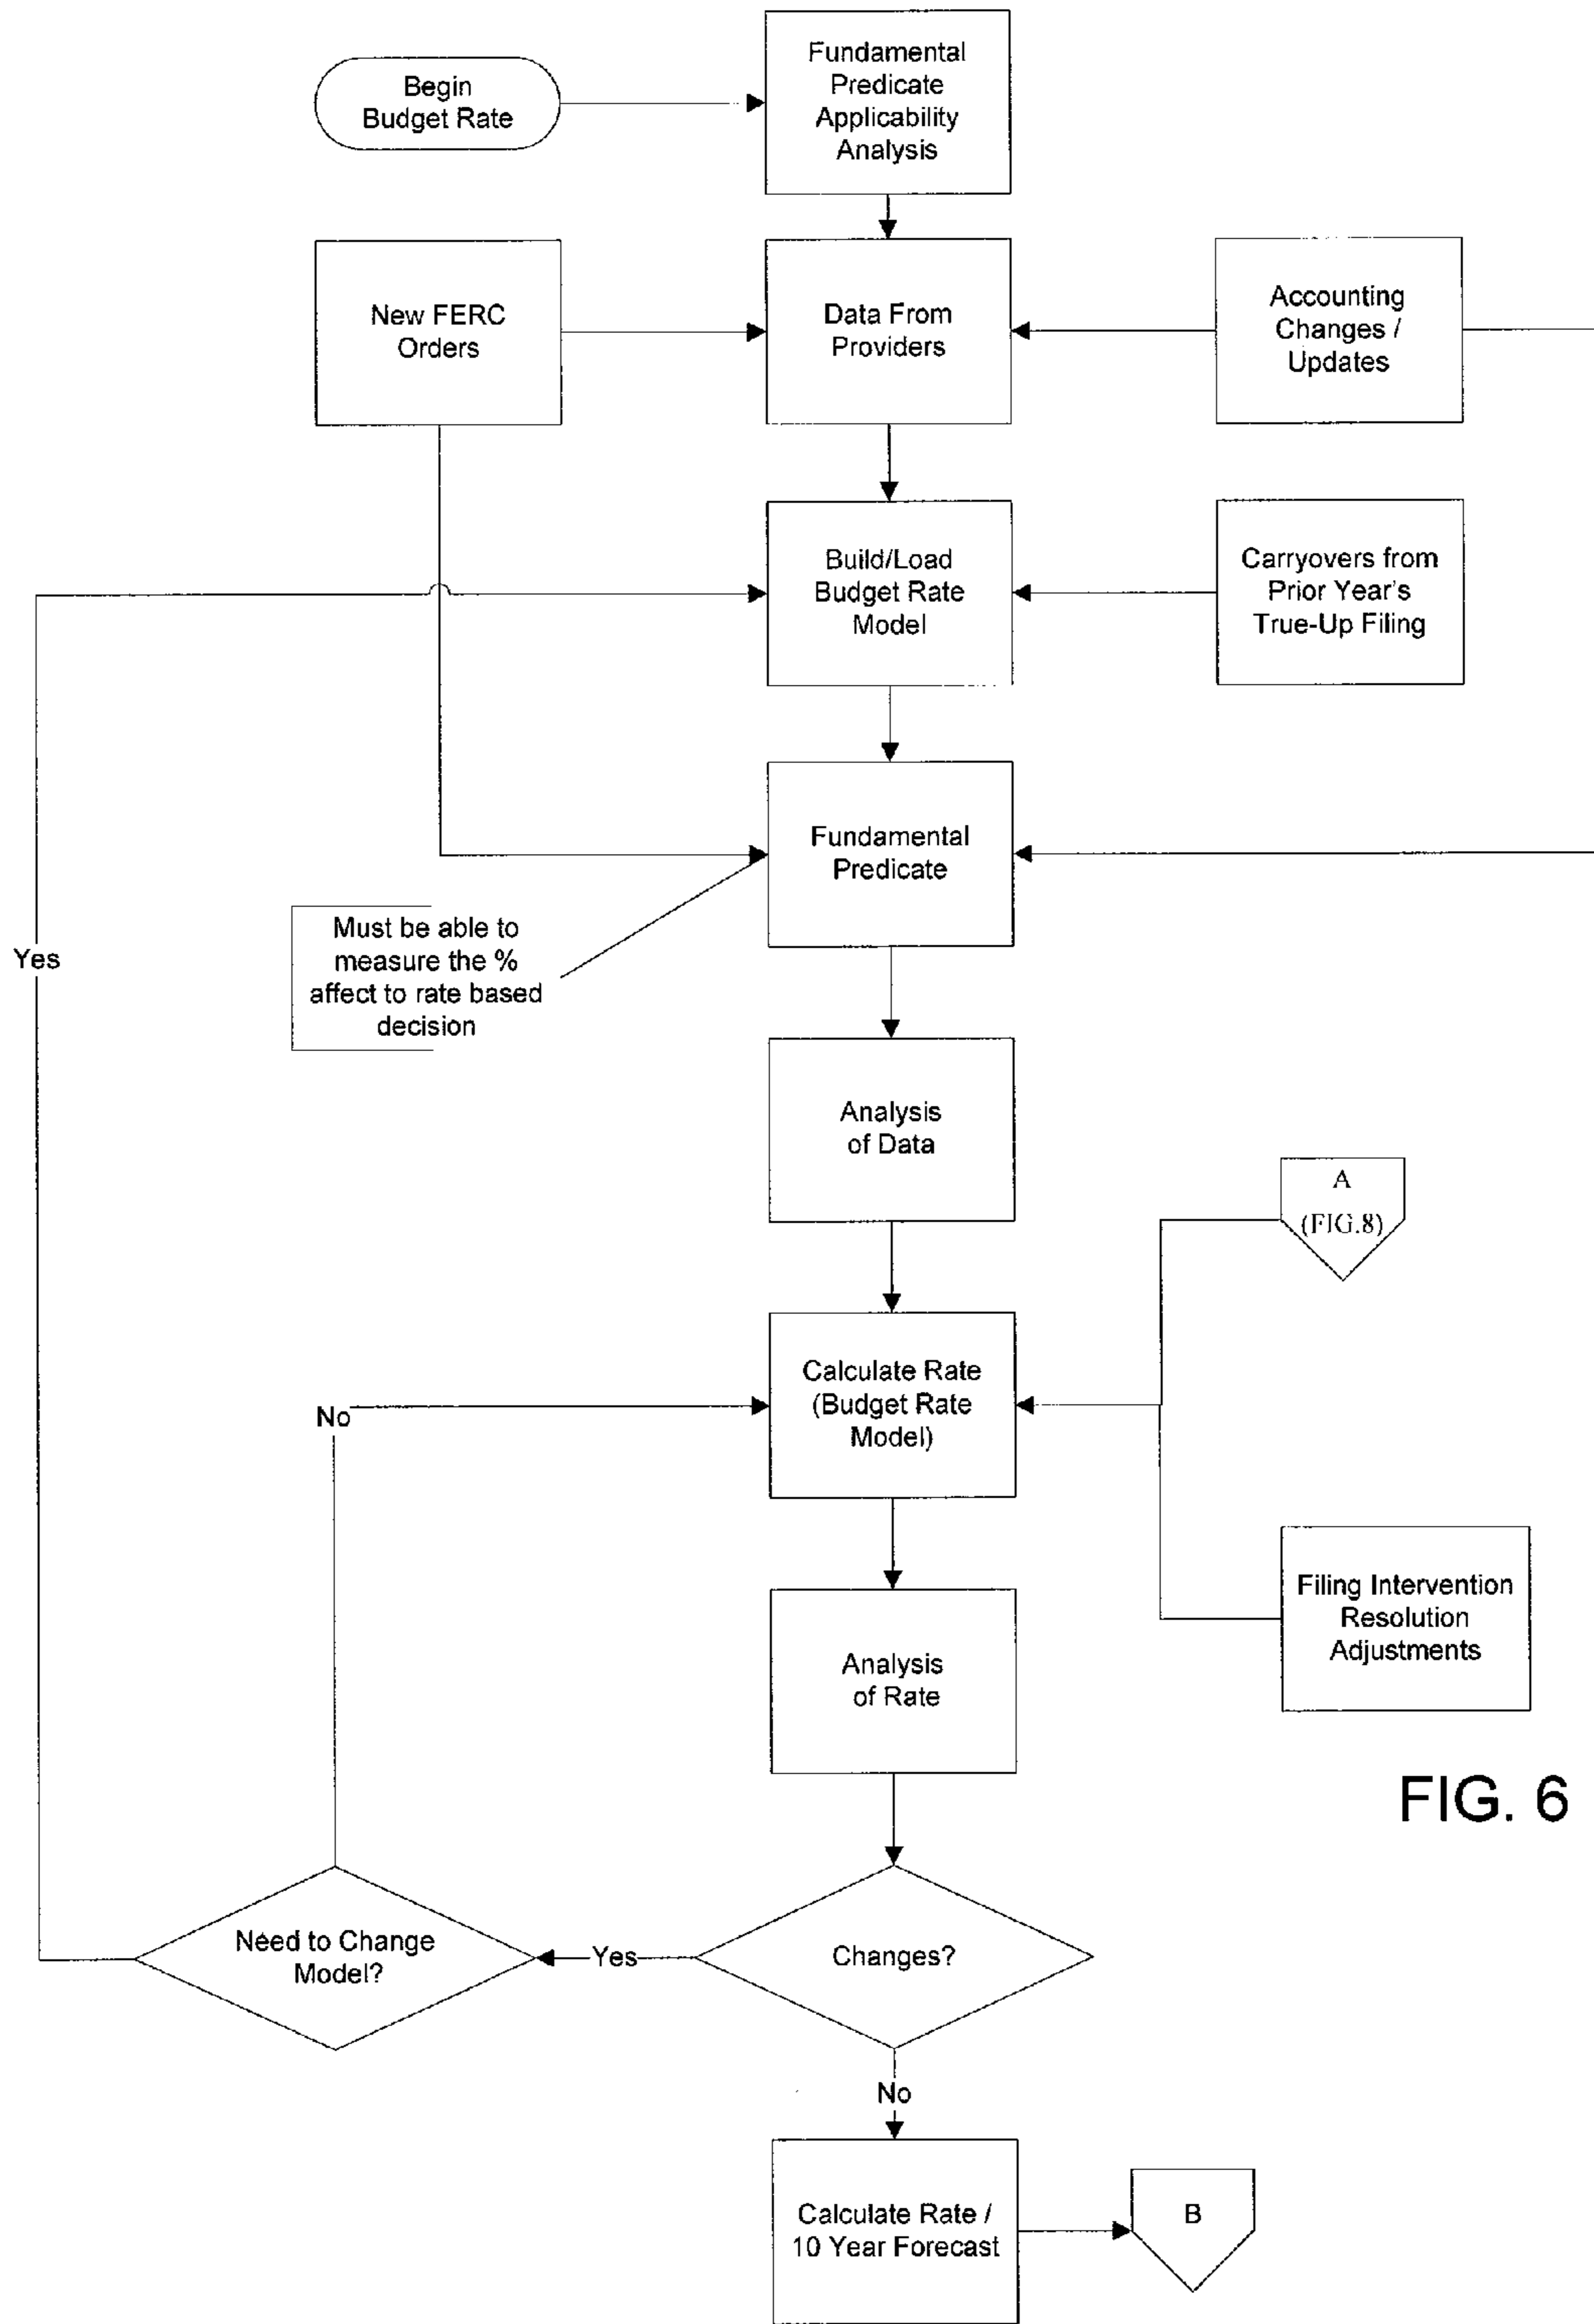 Begin
Budget Rate
Fundamental
Predicate
Applicability
Analysis
New FERC
Orders
Data From
Providers
Accounting
Changes /
Updates
Build/Load
Budget Rate
Model
Carryovers from
Prior Year's
True-Up Filing
Fundamental
Predicate
Yes
Must be able to
measure the %
affect to rate based
decision
Analysis
of Data
A
(FIG.8)
No
Calculate Rate
(Budget Rate
Model)
Filing Intervention
Resolution
Adjustments
Analysis
of Rate
FIG. 6
Need to Change
Model?
Yes
Changes?
No
Calculate Rate /
10 Year Forecast
B